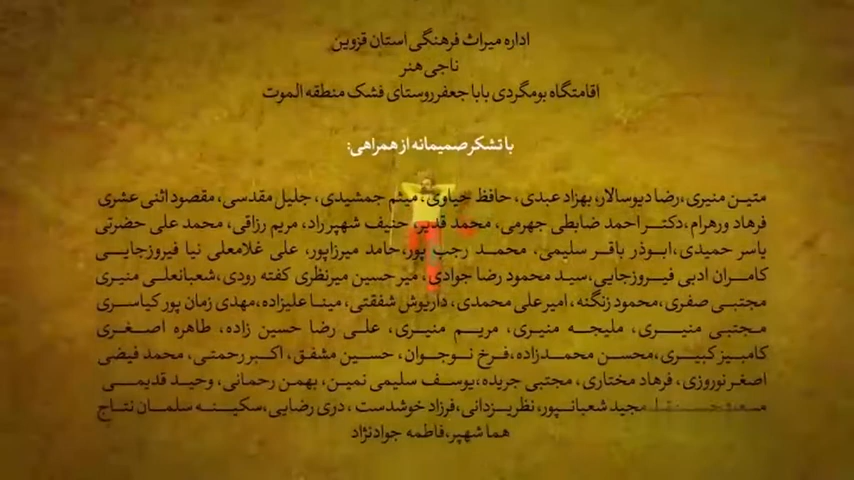 اداره میراث فرهنگی استان قزوین
ناجی هنر
اقامتگاه بومگردی بابا جعفر روستای فشک منطقه الموت
با تشکر صمیمانه از همراهی:
متین منیری، رضا دیوسالار، بهزاد عبدی، حافظ حیاوی، میثم جمشیدی، جلیل مقدسی، مقصود اثنی عشری
فرهاد ورهرام، دکتر احمد ضابطی جهرمی، محمد قدیر، حنیف شهپرراد، مریم رزاقی، محمد علی حضرتی
یاسر حمیدی، ابوذر باقر سلیمی، محمد رجب پور، حامد میرزاپور، علی غلامعلی نیا فیروزجایی
کامران ادبی فیروزجایی، سید محمود رضا جوادی، میر حسین میرنظری کفته رودی، شعبانعلی منیری
مجتبی صفری، محمود زنگنه، امیر علی محمدی، داریوش شفقتی، مینا علیزاده، مهدی زمان پور کیاسری
مجتبی منیری، ملیحه منیری، مریم منیری، علی رضا حسین زاده، طاهره اصغری
کامبیز کبیری، محسن محمدزاده، فرخ نوجوان، حسین مشفق، اکبر رحمتی، محمد فیضی
اصغر نوروزی، فرهاد مختاری، مجتبی جریده، یوسف سلیمی نمین، بهمن رحمانی، وحید قدیمی
مجید شعبانپور، نظر یزدانی، فرزاد خوشدست، دری رضایی، سکینه سلمان نتاج
هما شهپر، فاطمه جوادنژاد